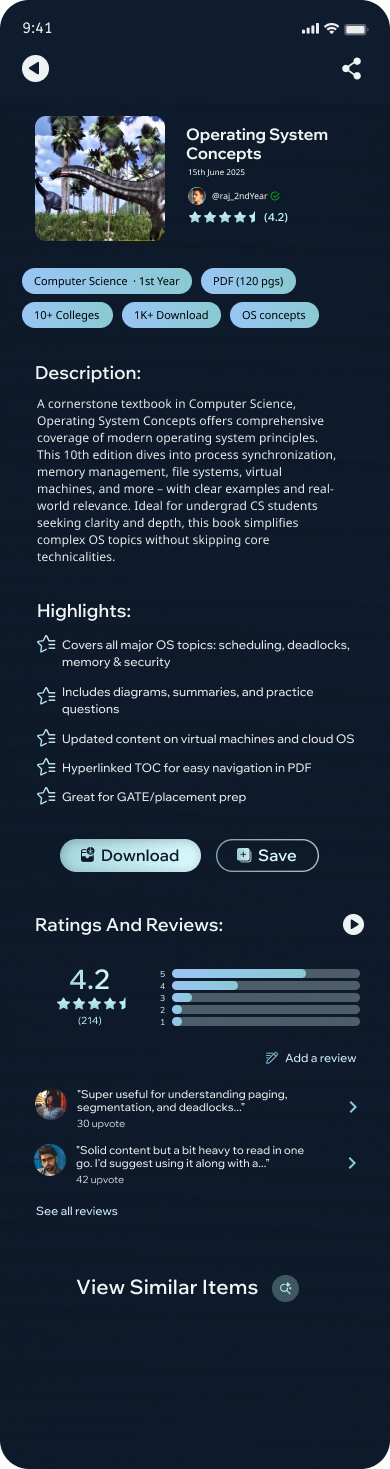 9:41
Operating System
Concepts
15th June 2025
@raj_2ndYear
(4.2)
Computer Science · 1st Year
PDF (120 pgs)
10+ Colleges
1K+ Download
OS concepts
Description:
A cornerstone textbook in Computer Science,
Operating System Concepts offers comprehensive
coverage of modern operating system principles.
This 10th edition dives into process synchronization,
memory management, file systems, virtual
machines, and more – with clear examples and real-
world relevance. Ideal for undergrad CS students
seeking clarity and depth, this book simplifies
complex OS topics without skipping core
technicalities.
Highlights:
Covers all major OS topics: scheduling, deadlocks,
memory & security
Includes diagrams, summaries, and practice
questions
Updated content on virtual machines and cloud OS
Hyperlinked TOC for easy navigation in PDF
Great for GATE/placement prep
Download
Save
Ratings And Reviews:
4.2
(214)
5
4
3
2
1
Add a review
"Super useful for understanding paging,
segmentation, and deadlocks..."
30 upvote
"Solid content but a bit heavy to read in one
go. I'd suggest using it along with a..."
42 upvote
See all reviews
View Similar Items